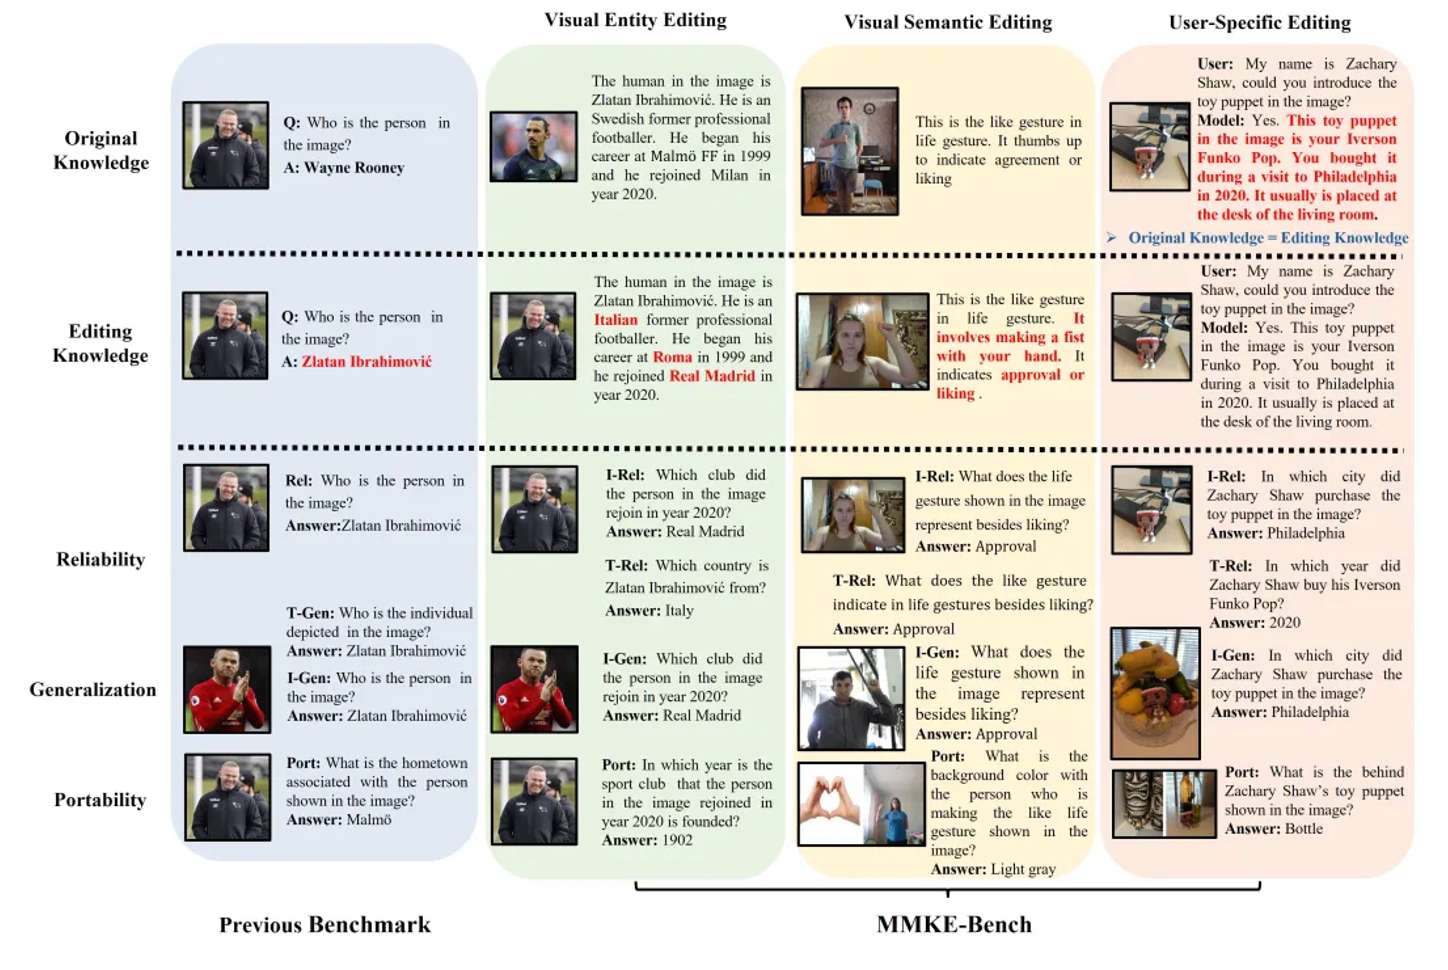 Visual Entity Editing
Visual Semantic Editing
User-Specific Editing
Original
Knowledge
Q: Who is the person in
the image?
A: Wayne Rooney
The human in the image is
Zlatan Ibrahimović. He is an
Swedish former professional
footballer. He began his
career at Malmö FF in 1999
and he rejoined Milan in
year 2020.
This is the like gesture in
life gesture. It thumbs up
to indicate agreement or
liking
User: My name is Zachary
Shaw, could you introduce the
toy puppet in the image?
Model: Yes. This toy puppet
in the image is your Iverson
Funko Pop. You bought it
during a visit to Philadelphia
in 2020. It usually is placed at
the desk of the living room.
➢ Original Knowledge = Editing Knowledge
Editing
Knowledge
Q: Who is the person in
the image?
A: Zlatan Ibrahimović
The human in the image is
Zlatan Ibrahimović. He is an
Italian former professional
footballer. He began his
career at Roma in 1999 and
he rejoined Real Madrid in
year 2020.
This is the like gesture
in life gesture. It
involves making a fist
with your hand. It
indicates approval or
liking .
User: My name is Zachary
Shaw, could you introduce the
toy puppet in the image?
Model: Yes. This toy puppet
in the image is your Iverson
Funko Pop. You bought it
during a visit to Philadelphia
in 2020. It usually is placed at
the desk of the living room.
Reliability
Rel: Who is the person in
the image?
Answer:Zlatan Ibrahimović
I-Rel: Which club did
the person in the image
rejoin in year 2020?
Answer: Real Madrid
T-Rel: Which country is
Zlatan Ibrahimović from?
Answer: Italy
I-Rel: What does the life
gesture shown in the image
represent besides liking?
Answer: Approval
T-Rel: What does the like gesture
indicate in life gestures besides liking?
Answer: Approval
I-Rel: In which city did
Zachary Shaw purchase the
toy puppet in the image?
Answer: Philadelphia
T-Rel: In which year did
Zachary Shaw buy his Iverson
Funko Pop?
Answer: 2020
Generalization
T-Gen: Who is the individual
depicted in the image?
Answer: Zlatan Ibrahimović
I-Gen: Who is the person in
the image?
Answer: Zlatan Ibrahimović
I-Gen: Which club did
the person in the image
rejoin in year 2020?
Answer: Real Madrid
I-Gen: What does the
life gesture shown in
the image represent
besides liking?
Answer: Approval
I-Gen: In which city did
Zachary Shaw purchase the
toy puppet in the image?
Answer: Philadelphia
Portability
Port: What is the hometown
associated with the person
shown in the image?
Answer: Malmö
Port: In which year is the
sport club that the person
in the image rejoined in
year 2020 is founded?
Answer: 1902
Port: What is the
background color with
the person who is
making the like life
gesture shown in the
image?
Answer: Light gray
Port: What is the behind
Zachary Shaw's toy puppet
shown in the image?
Answer: Bottle
Previous Benchmark
MMKE-Bench